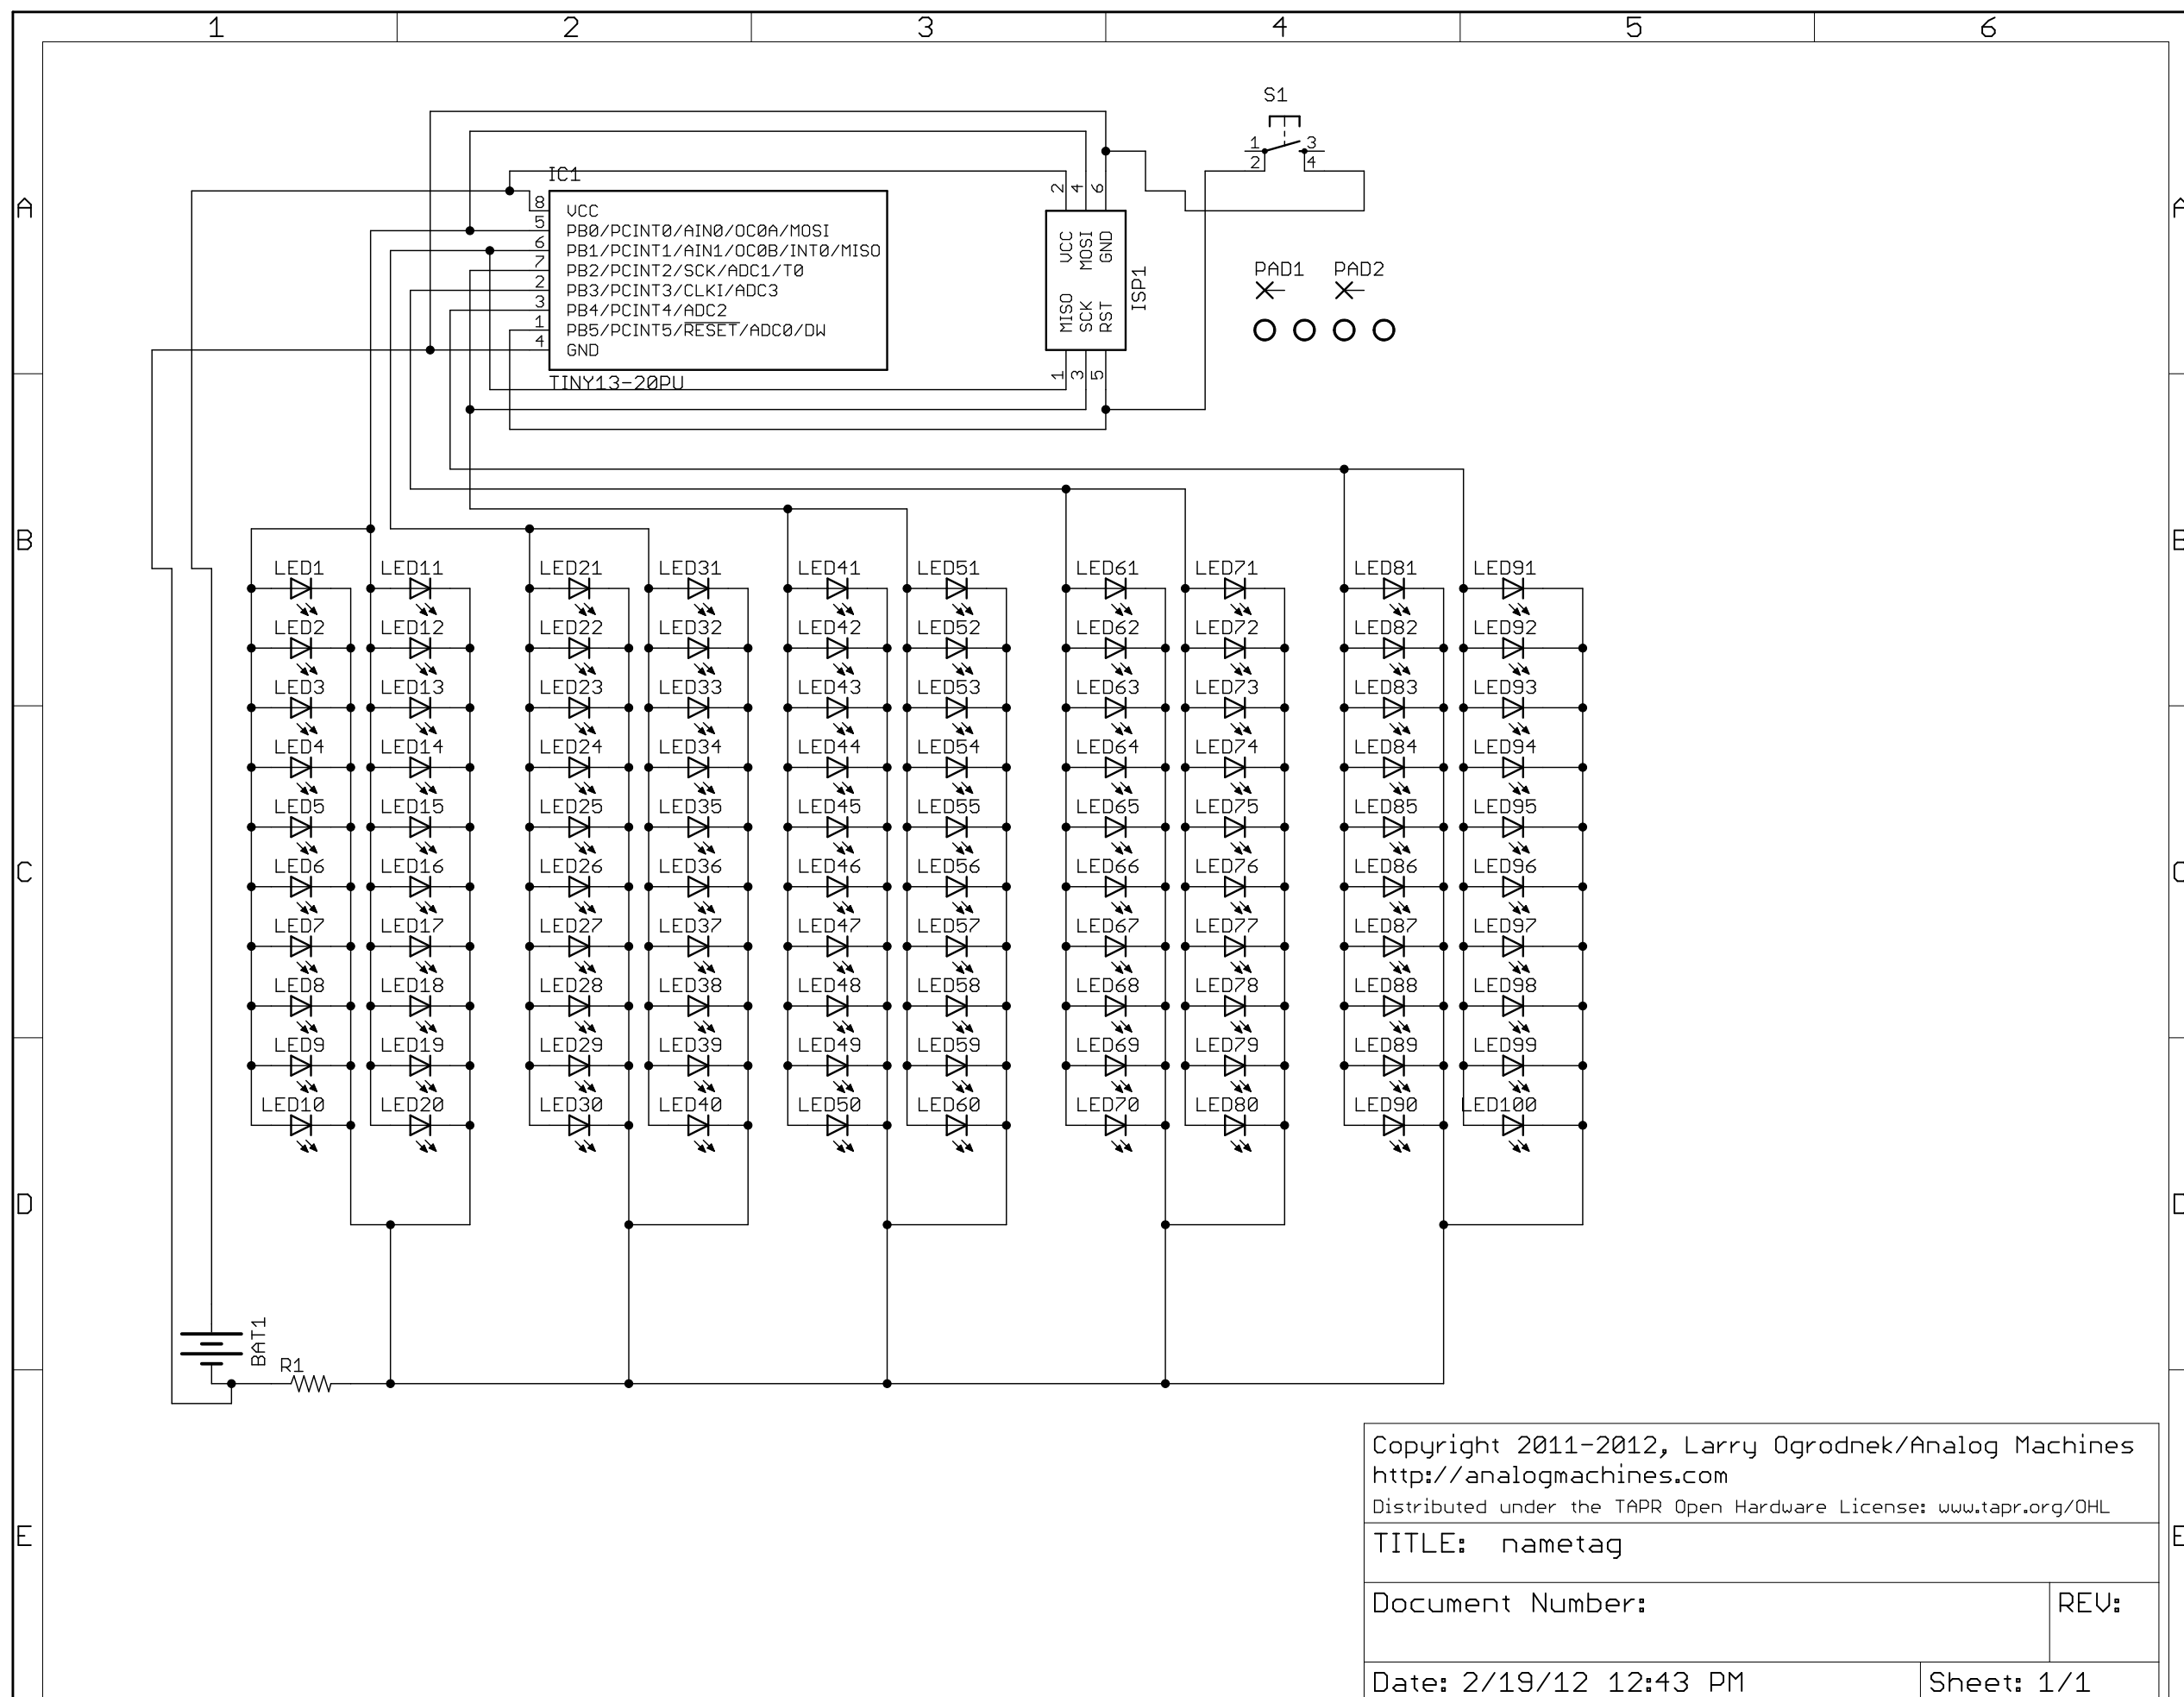 1 2 3 4 5 6
S1
1 3
2 4
A A
IC1
8 VCC
5 PB0/PCINT0/AIN0/OC0A/MOSI
6 PB1/PCINT1/AIN1/OC0B/INT0/MISO
7 PB2/PCINT2/SCK/ADC1/T0
2 PB3/PCINT3/CLKI/ADC3
3 PB4/PCINT4/ADC2
1 PB5/PCINT5/RESET/ADC0/DW
4 GND
TINY13-20PU
2 4 6
VCC MOSI GND
MISO SCK RST
1 3 5
ISP1
PAD1 PAD2
B B
LED1 LED11 LED21 LED31 LED41 LED51 LED61 LED71 LED81 LED91
LED2 LED12 LED22 LED32 LED42 LED52 LED62 LED72 LED82 LED92
LED3 LED13 LED23 LED33 LED43 LED53 LED63 LED73 LED83 LED93
LED4 LED14 LED24 LED34 LED44 LED54 LED64 LED74 LED84 LED94
LED5 LED15 LED25 LED35 LED45 LED55 LED65 LED75 LED85 LED95
C C
LED6 LED16 LED26 LED36 LED46 LED56 LED66 LED76 LED86 LED96
LED7 LED17 LED27 LED37 LED47 LED57 LED67 LED77 LED87 LED97
LED8 LED18 LED28 LED38 LED48 LED58 LED68 LED78 LED88 LED98
LED9 LED19 LED29 LED39 LED49 LED59 LED69 LED79 LED89 LED99
LED10 LED20 LED30 LED40 LED50 LED60 LED70 LED80 LED90 LED100
D D
BAT1
R1
E E
Copyright 2011-2012, Larry Ogrodnek/Analog Machines
http://analogmachines.com
Distributed under the TAPR Open Hardware License: www.tapr.org/OHL
TITLE: nametag
Document Number: REV:
Date: 2/19/12 12:43 PM Sheet: 1/1